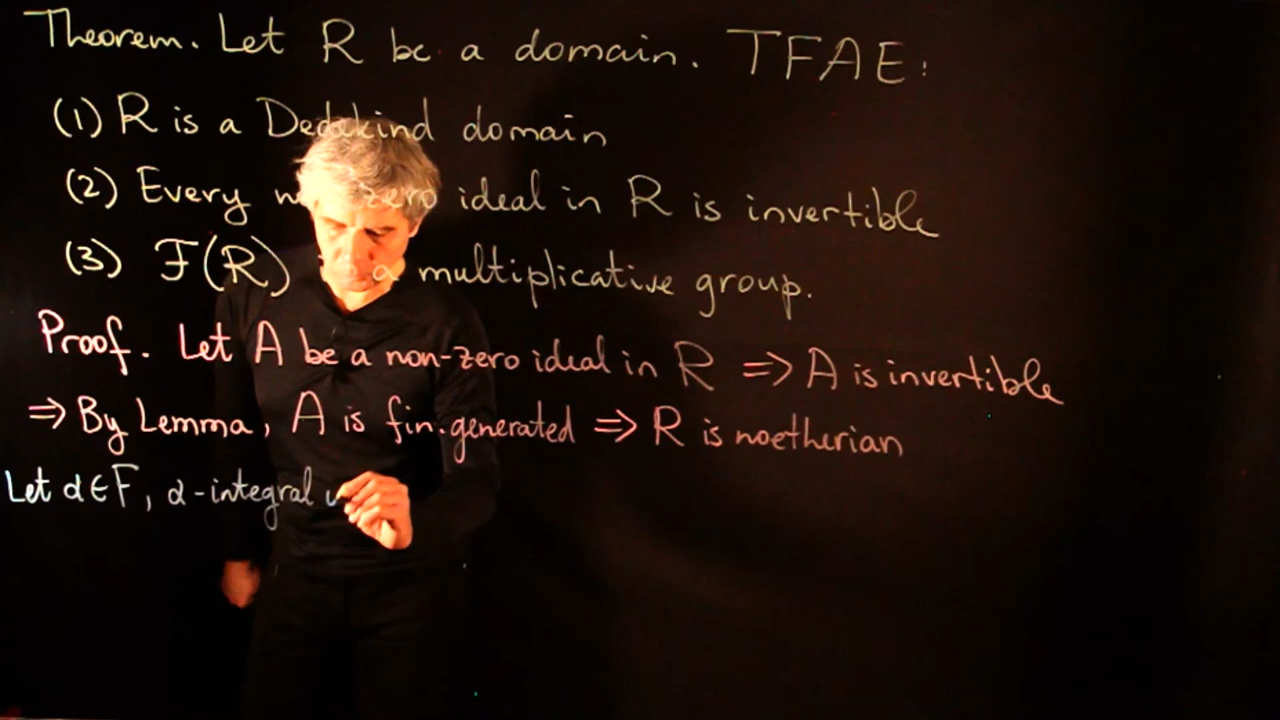 Theorem. Let R be a domain. TFAE:
(1) R is a Dedekind domain
(2) Every zero ideal in R is invertible
(3) F(R) a multiplicative group.
Proof. Let A be a non-zero ideal in R ⇒ A is invertible
⇒ By Lemma, A is fin. generated ⇒ R is noetherian
Let α ∈ F, α-integral